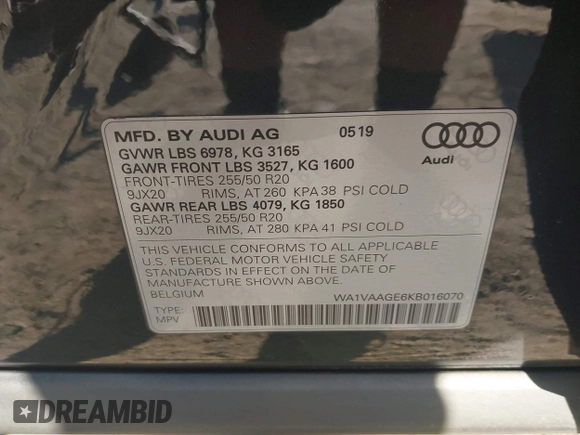 MFD. BY AUDI AG 0519
GVWR LBS 6978, KG 3165
GAWR FRONT LBS 3527, KG 1600
FRONT-TIRES 255/50 R20
9JX20 RIMS, AT 260 KPA 38 PSI COLD
GAWR REAR LBS 4079, KG 1850
REAR-TIRES 255/50 R20
9JX20 RIMS, AT 280 KPA 41 PSI COLD
Audi
THIS VEHICLE CONFORMS TO ALL APPLICABLE
U.S. FEDERAL MOTOR VEHICLE SAFETY
STANDARDS IN EFFECT ON THE DATE OF
MANUFACTURE SHOWN ABOVE.
BELGIUM WA1VAAGE6KB016070
TYPE:
MPV
DREAMBID